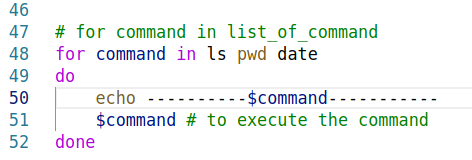 46
47 # for command in list_of_command
48 for command in ls pwd date
49 do
50     echo ----------$command-----------
51     $command # to execute the command
52 done